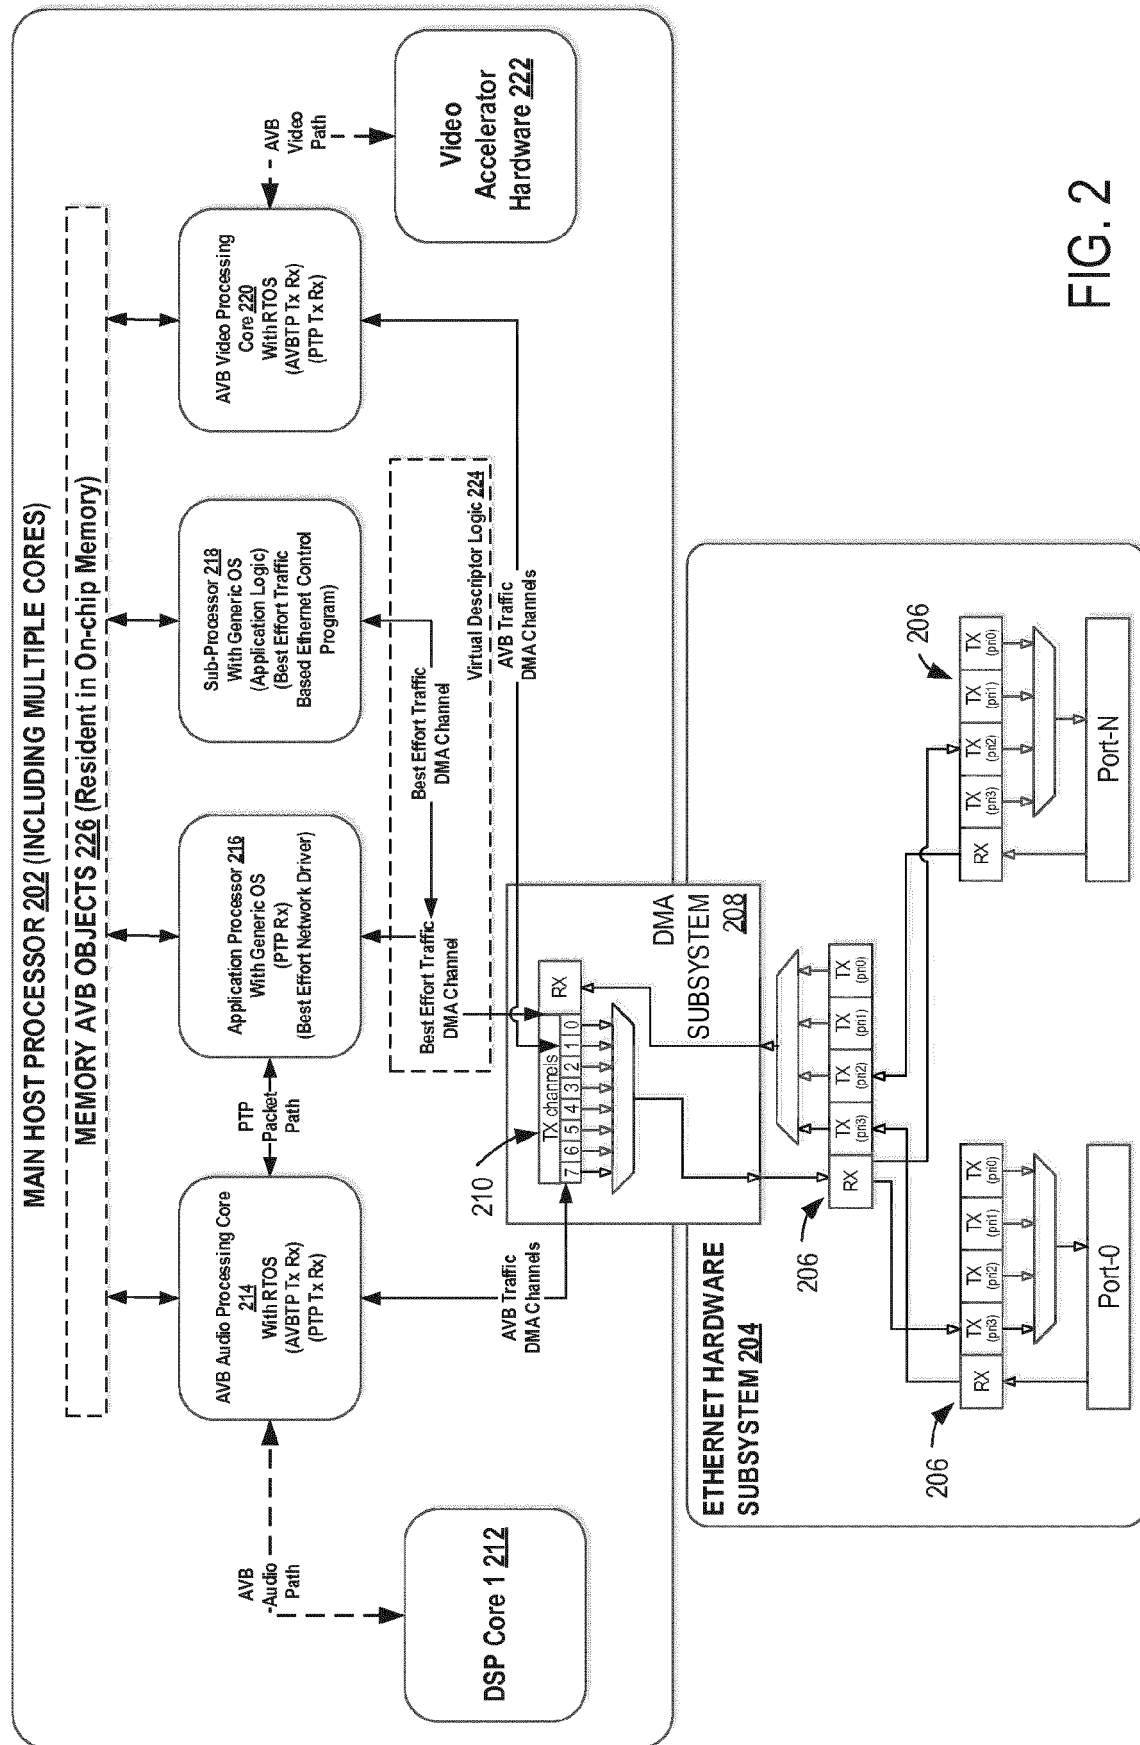 MAIN HOST PROCESSOR 202 (INCLUDING MULTIPLE CORES)
MEMORY AVB OBJECTS 226 (Resident in On-chip Memory)
AVB Audio Processing Core
214
With RTOS
(AVBTP Tx Rx)
(PTP Tx Rx)
PTP
Packet
Path
Application Processor 216
With Generic OS
(PTP Rx)
(Best Effort Network Driver)
Sub-Processor 218
With Generic OS
(Application Logic)
(Best Effort Traffic
Based Ethernet Control
Program)
AVB Video Processing
Core 220
With RTOS
(AVBTP Tx Rx)
(PTP Tx Rx)
AVB
Audio
Path
AVB
Video
Path
DSP Core 1 212
Video
Accelerator
Hardware 222
Best Effort Traffic
DMA Channel
Best Effort Traffic
DMA Channel
Virtual Descriptor Logic 224
AVB Traffic
DMA Channels
AVB Traffic
DMA Channels
210
TX channels
7 6 5 4 3 2 1 0
RX
DMA
SUBSYSTEM
208
ETHERNET HARDWARE
SUBSYSTEM 204
206
RX
TX
(pri3)
TX
(pri2)
TX
(pri1)
TX
(pri0)
206
RX
TX
(pri3)
TX
(pri2)
TX
(pri1)
TX
(pri0)
Port-0
206
RX
TX
(pri3)
TX
(pri2)
TX
(pri1)
TX
(pri0)
Port-N
FIG. 2